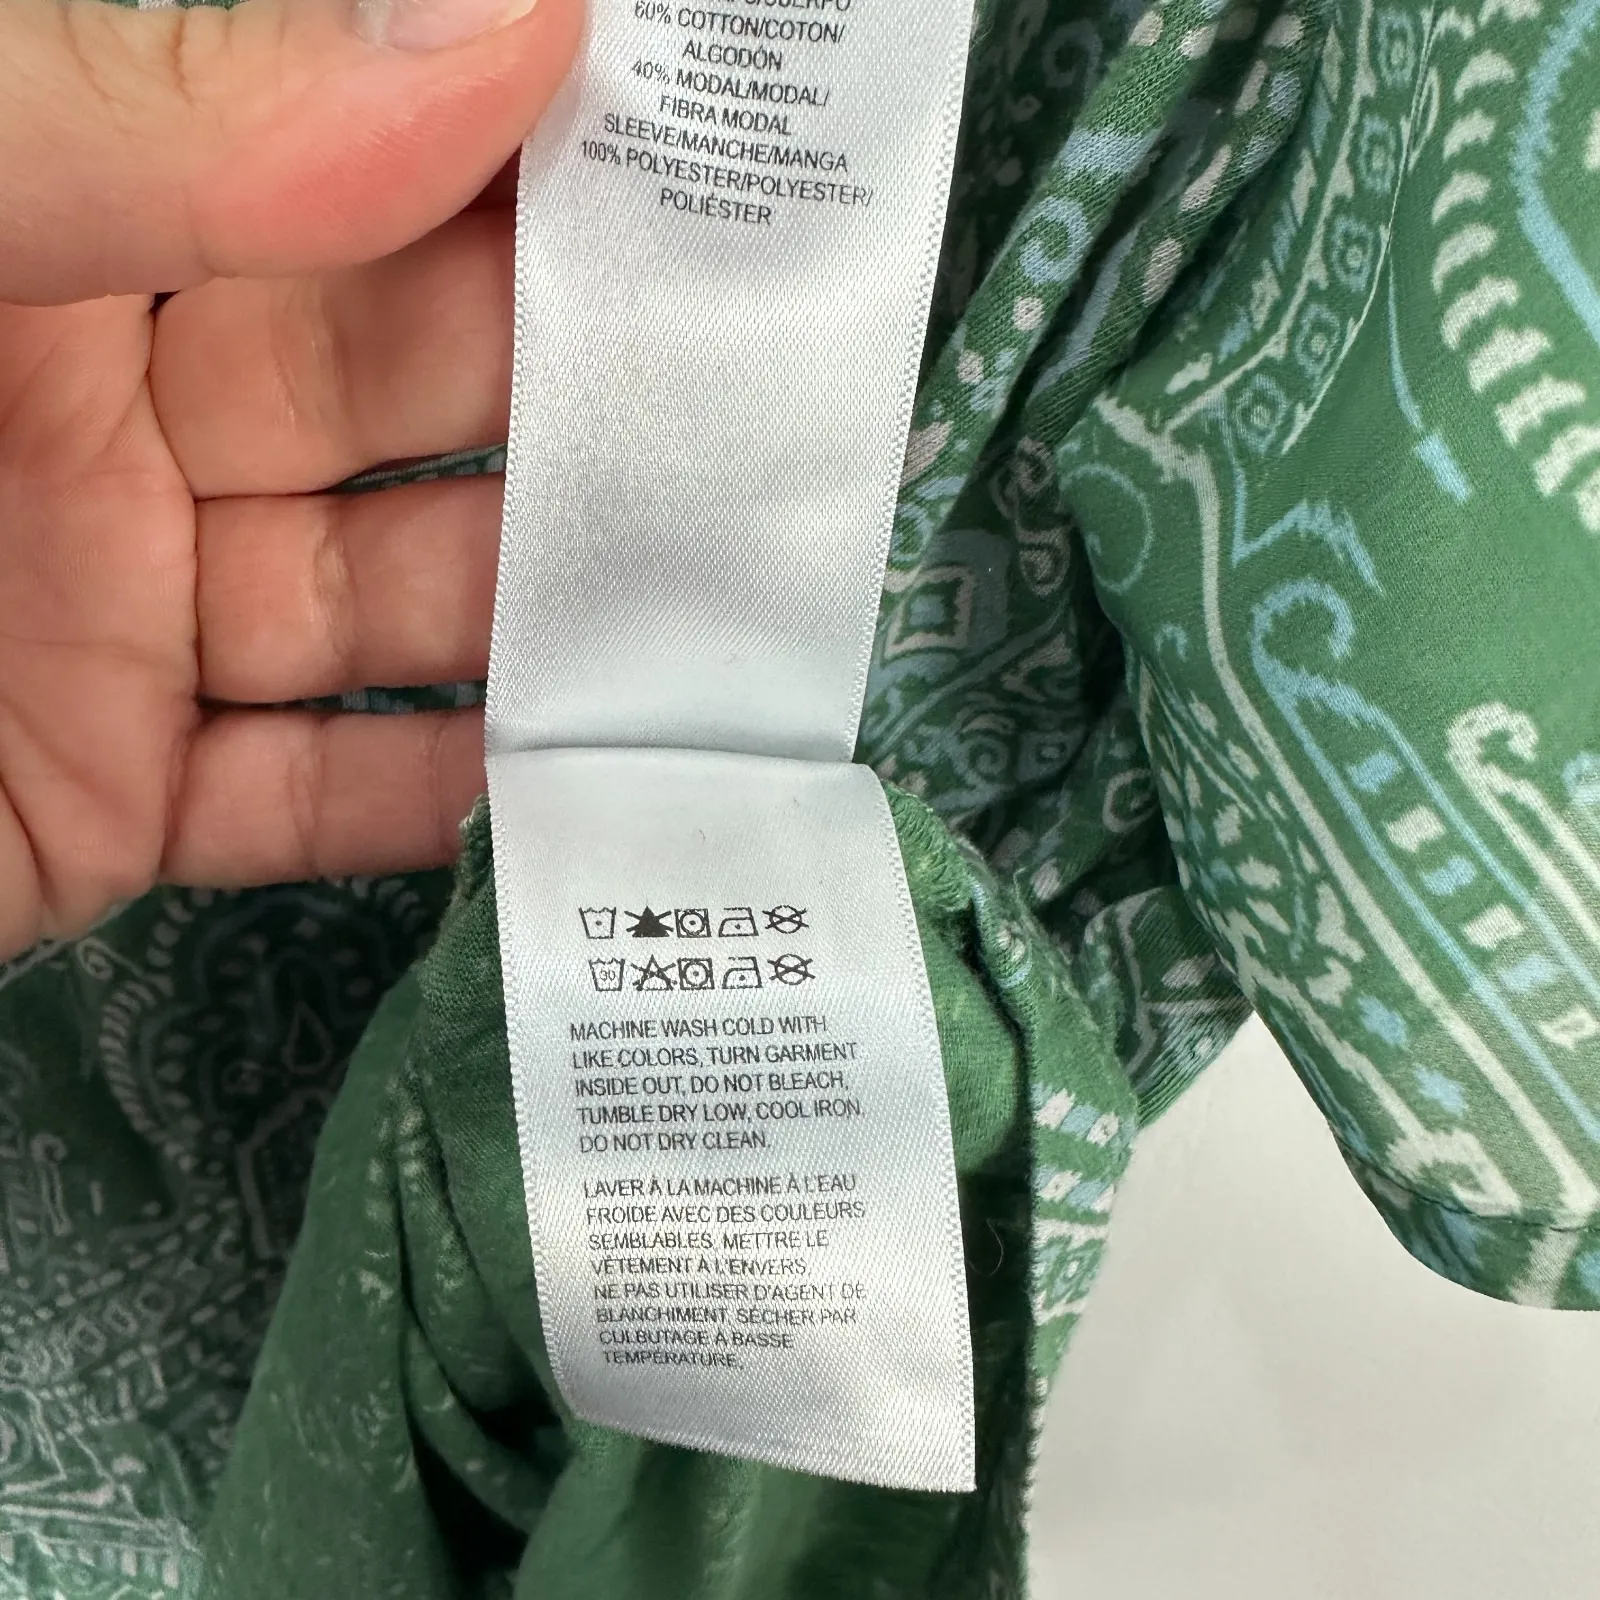 60% COTTON/COTON/
ALGODÓN
40% MODAL/MODAL/
FIBRA MODAL
SLEEVE/MANCHE/MANGA
100% POLYESTER/POLYESTER/
POLIÉSTER
30
MACHINE WASH COLD WITH
LIKE COLORS, TURN GARMENT
INSIDE OUT, DO NOT BLEACH,
TUMBLE DRY LOW, COOL IRON,
DO NOT DRY CLEAN.
LAVER À LA MACHINE À L'EAU
FROIDE AVEC DES COULEURS
SEMBLABLES, METTRE LE
VÊTEMENT À L'ENVERS,
NE PAS UTILISER D'AGENT DE
BLANCHIMENT, SÉCHER PAR
CULBUTAGE À BASSE
TEMPÉRATURE,